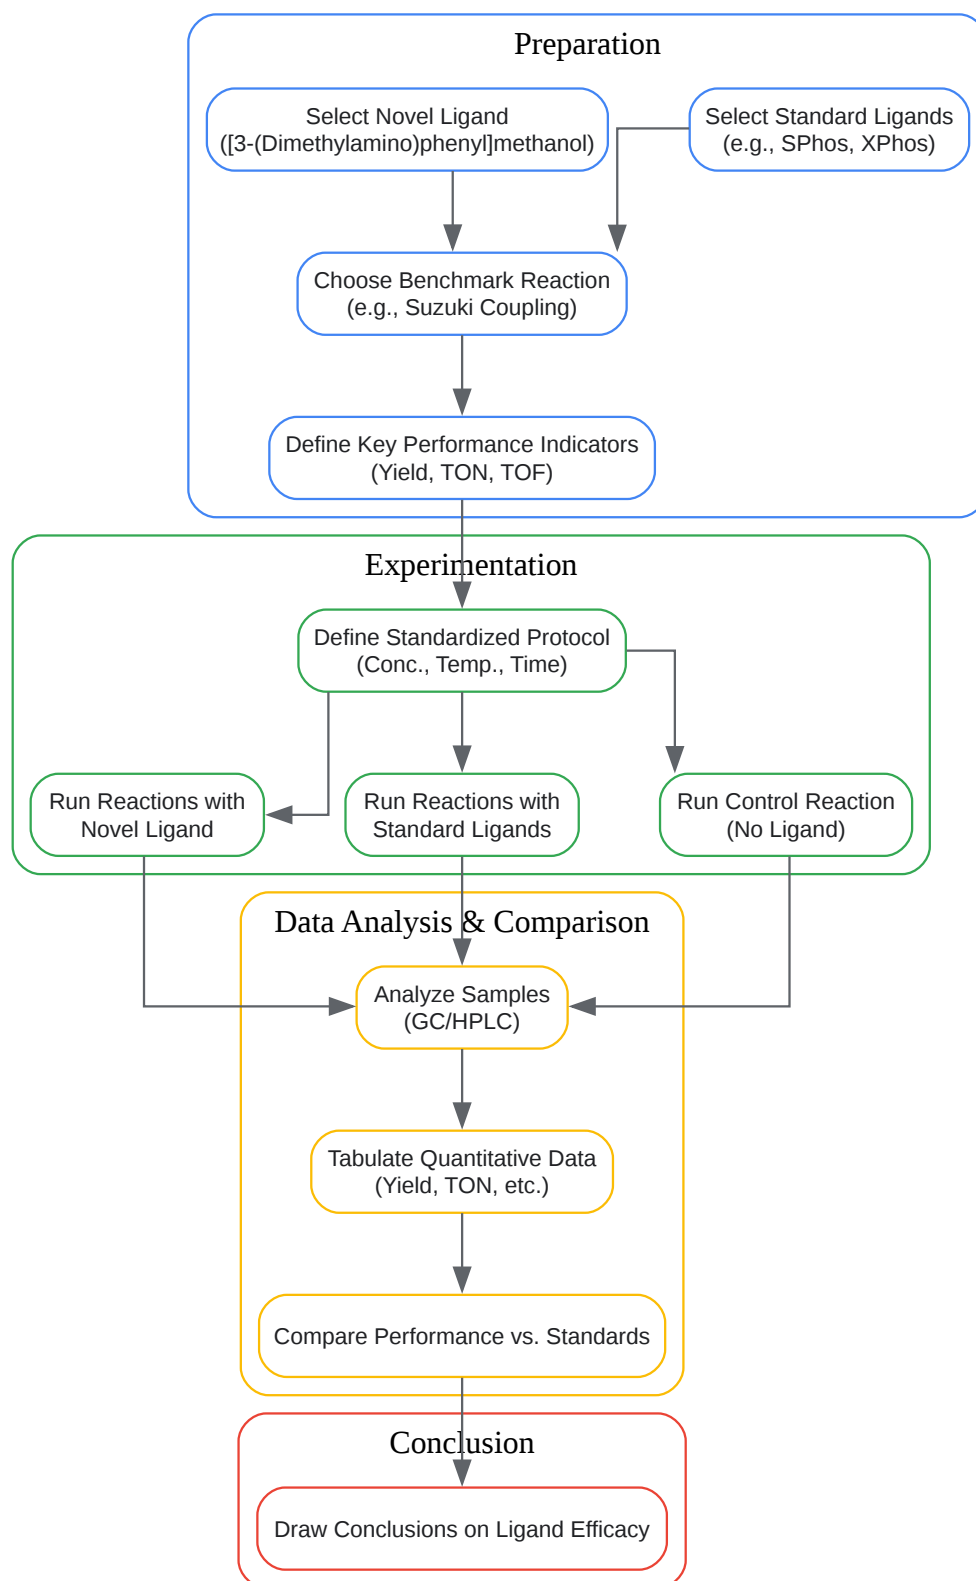 Preparation
Select Novel Ligand
([3-(Dimethylamino)phenyl]methanol)
Select Standard Ligands
(e.g., SPhos, XPhos)
Choose Benchmark Reaction
(e.g., Suzuki Coupling)
Define Key Performance Indicators
(Yield, TON, TOF)
Experimentation
Define Standardized Protocol
(Conc., Temp., Time)
Run Reactions with
Novel Ligand
Run Reactions with
Standard Ligands
Run Control Reaction
(No Ligand)
Data Analysis & Comparison
Analyze Samples
(GC/HPLC)
Tabulate Quantitative Data
(Yield, TON, etc.)
Compare Performance vs. Standards
Conclusion
Draw Conclusions on Ligand Efficacy